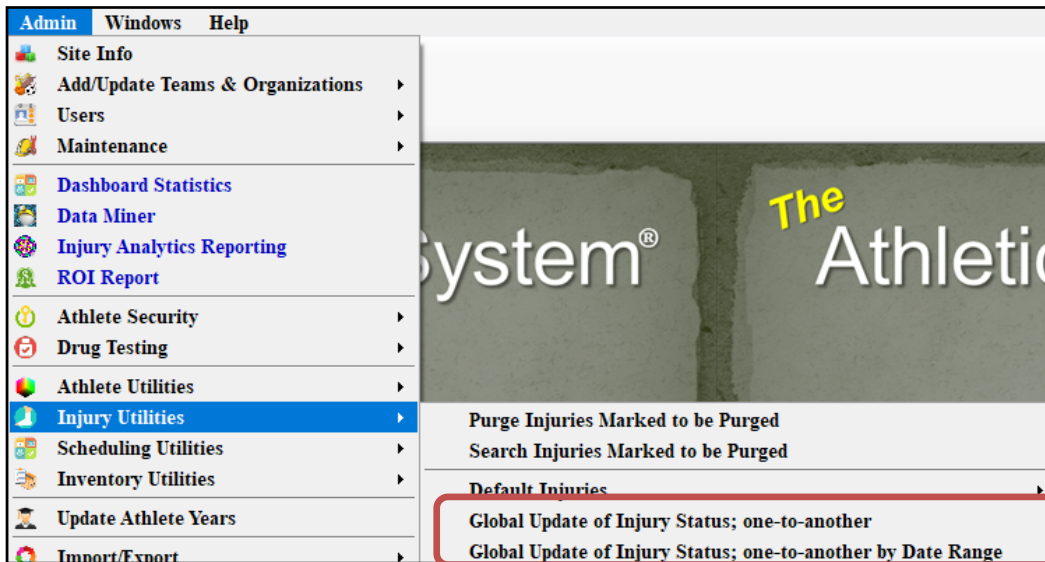 Admin Windows Help
Site Info
Add/Update Teams & Organizations
Users
Maintenance
Dashboard Statistics
Data Miner
Injury Analytics Reporting
ROI Report
Athlete Security
Drug Testing
Athlete Utilities
Injury Utilities
Scheduling Utilities
Inventory Utilities
Update Athlete Years
Import/Export
System® The Athletic
Purge Injuries Marked to be Purged
Search Injuries Marked to be Purged
Default Injuries
Global Update of Injury Status; one-to-another
Global Update of Injury Status; one-to-another by Date Range